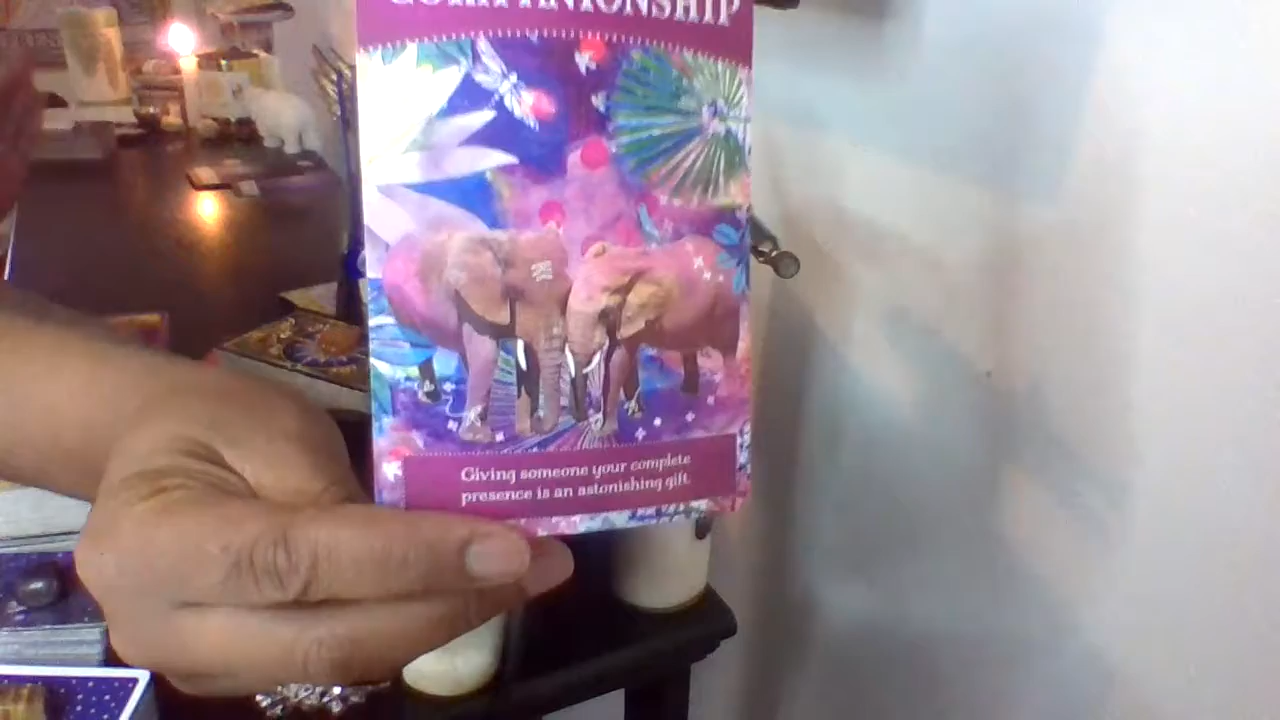 COMPANIONSHIP
Giving someone your complete
presence is an astonishing gift.